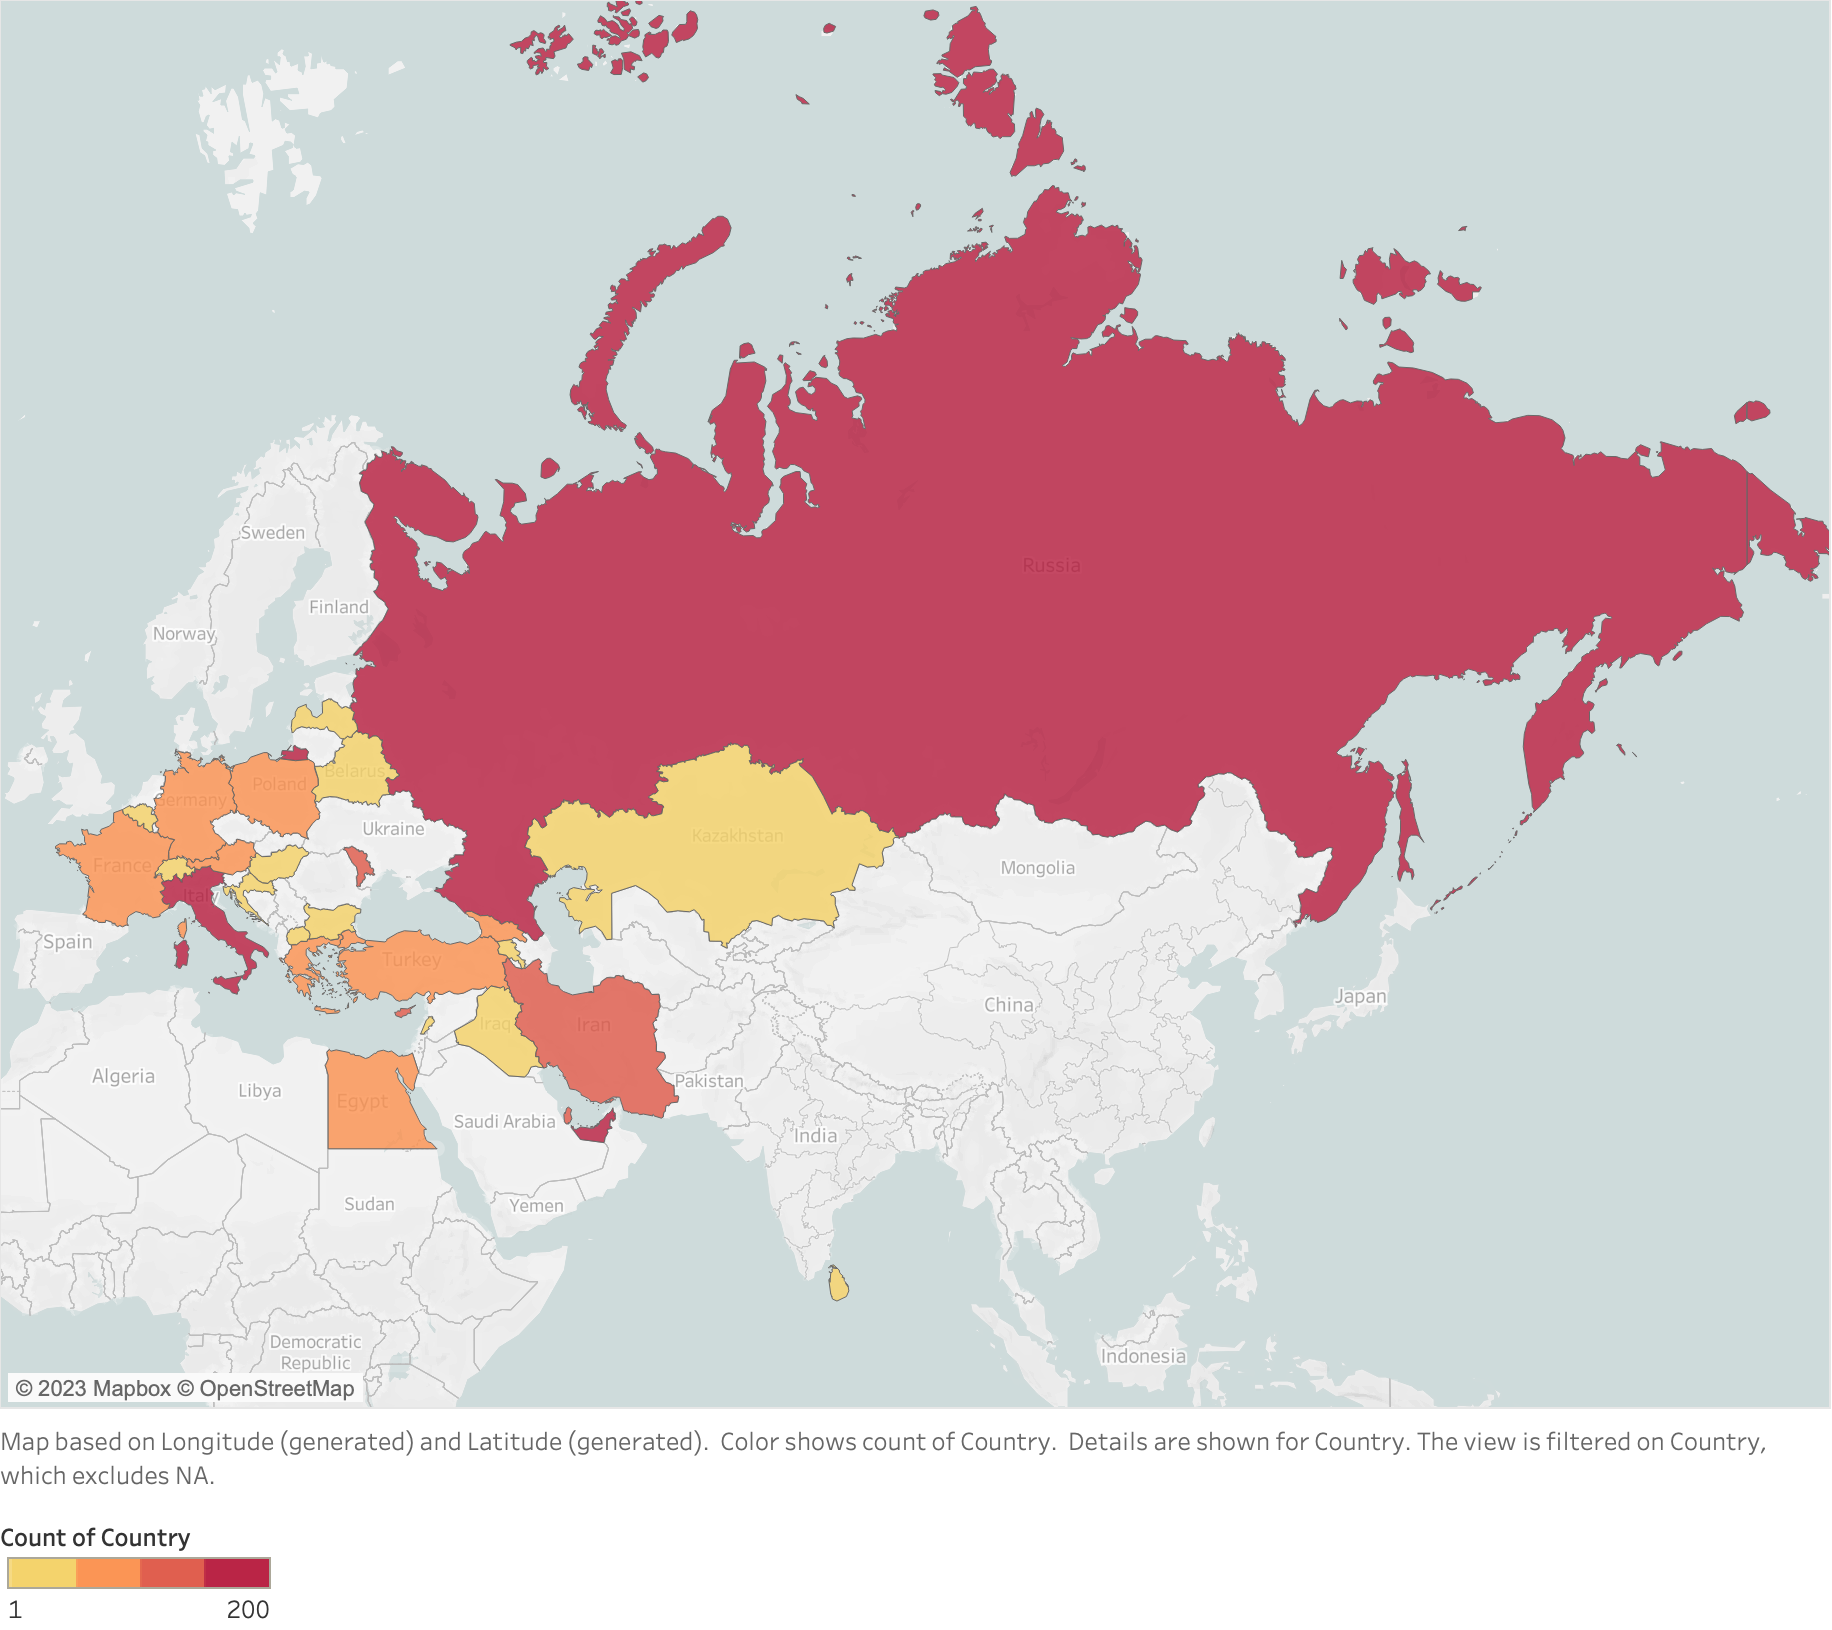 Russia
Sweden
Finland
Norway
Belarus
Poland
Germany
Ukraine
Kazakhstan
France
Mongolia
Italy
Spain
Turkey
China
Japan
Iraq
Iran
Algeria
Libya
Egypt
Pakistan
Saudi Arabia
India
Sudan
Yemen
Democratic
Republic
Indonesia
© 2023 Mapbox © OpenStreetMap
Map based on Longitude (generated) and Latitude (generated).  Color shows count of Country.  Details are shown for Country. The view is filtered on Country,
which excludes NA.
Count of Country
1 200